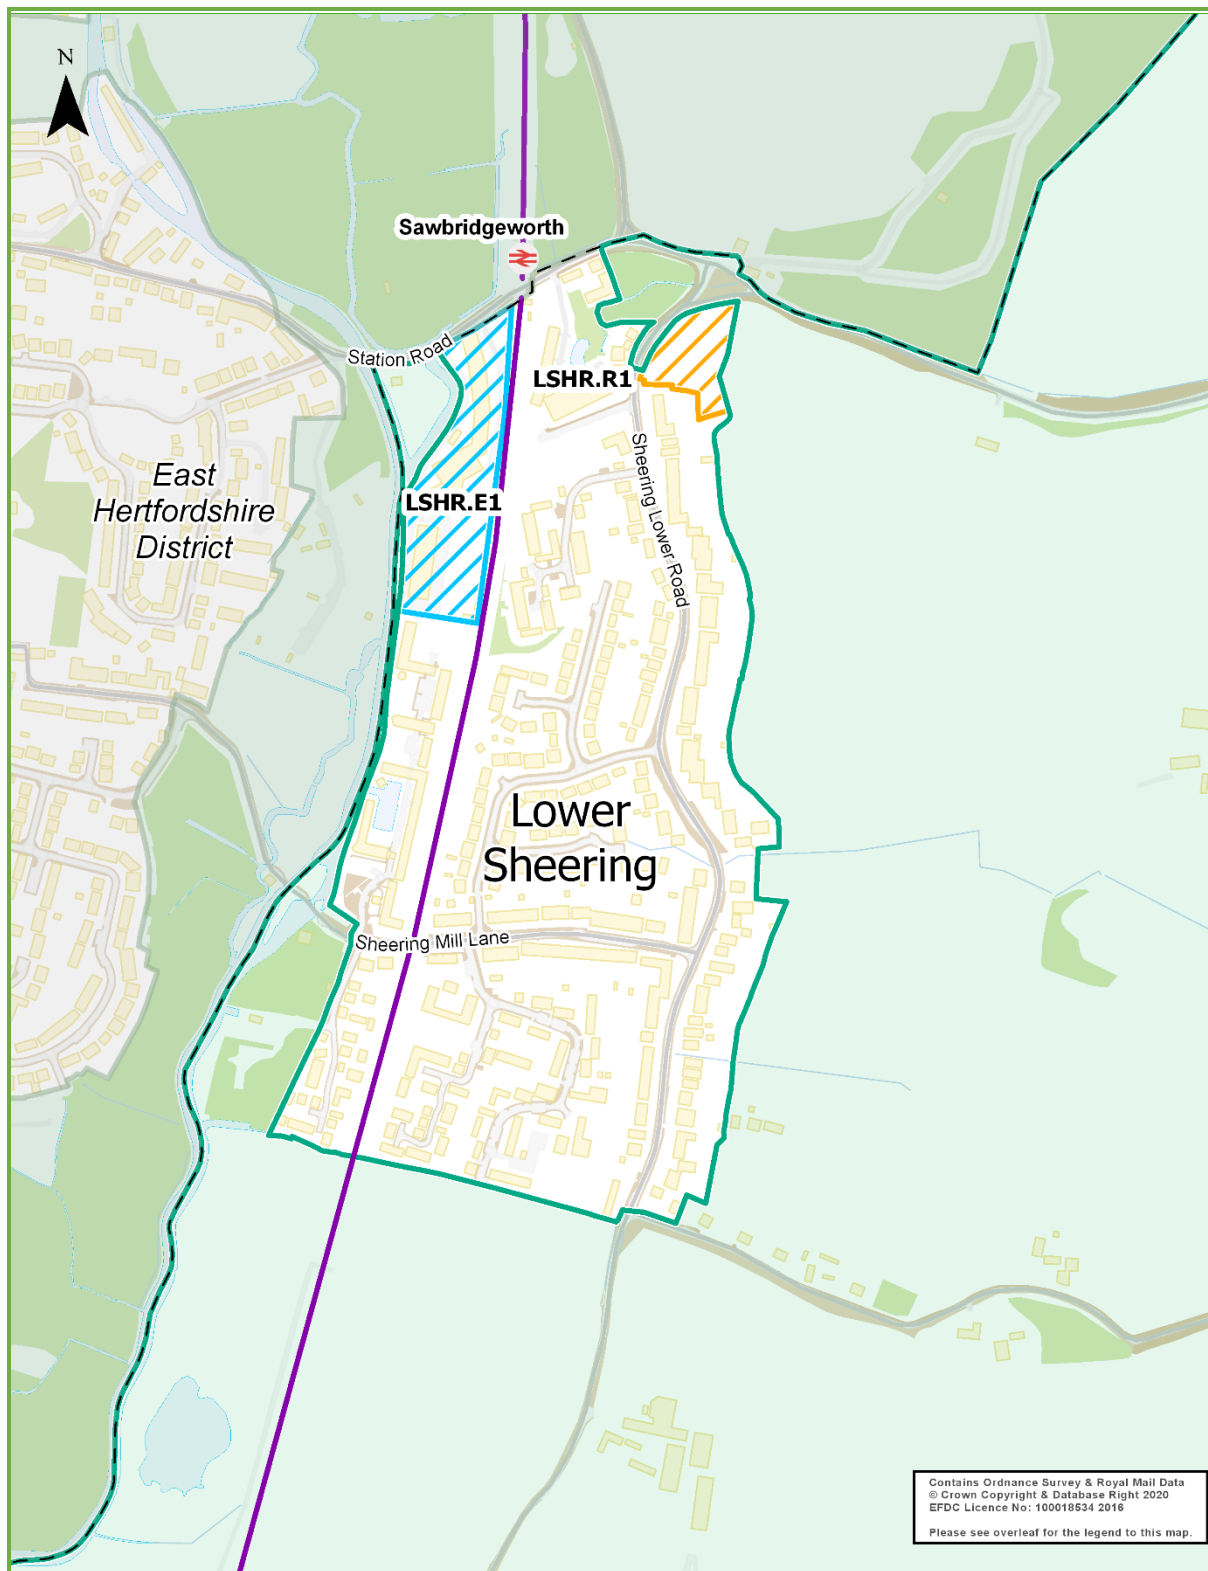 N
Sawbridgeworth
Station Road
LSHR.R1
Sheering Lower Road
East
Hertfordshire
District
LSHR.E1
Lower
Sheering
Sheering Mill Lane
Contains Ordnance Survey & Royal Mail Data
© Crown Copyright & Database Right 2020
EFDC Licence No: 100018534 2016
Please see overleaf for the legend to this map.